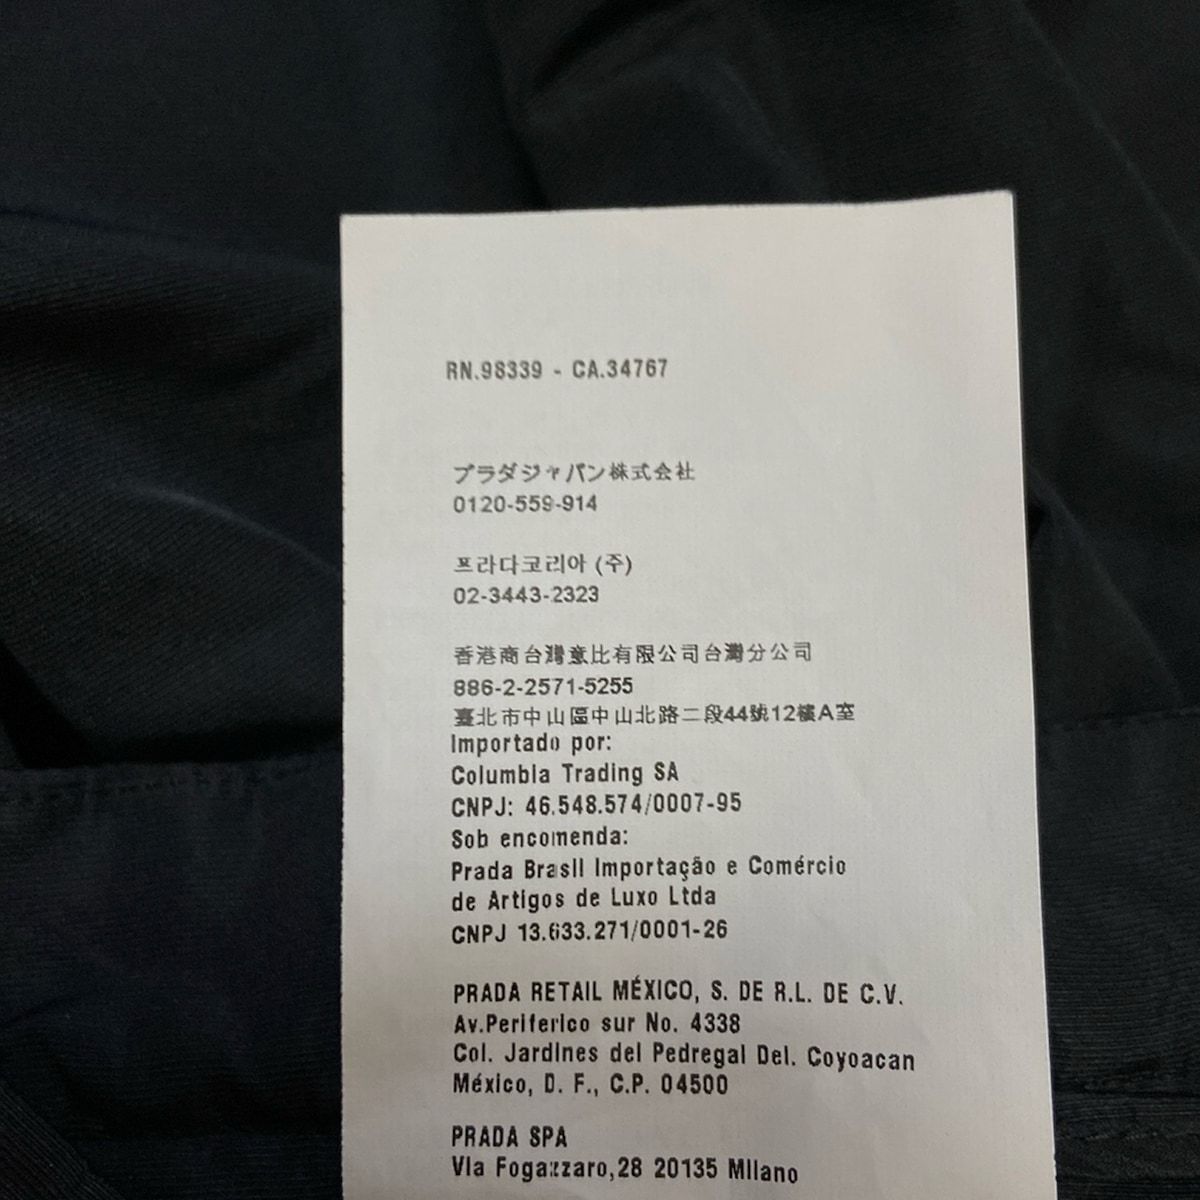 RN.98339 - CA.34767
プラダジャパン株式会社
0120-559-914
프라다코리아 (주)
02-3443-2323
香港商台灣意比有限公司台灣分公司
886-2-2571-5255
臺北市中山區中山北路二段44號12樓A室
Importado por:
Columbia Trading SA
CNPJ: 46.548.574/0007-95
Sob encomenda:
Prada Brasil Importação e Comércio
de Artigos de Luxo Ltda
CNPJ 13.633.271/0001-26
PRADA RETAIL MÉXICO, S. DE R.L. DE C.V.
Av.Periferico sur No. 4338
Col. Jardines del Pedregal Del. Coyoacan
México, D. F., C.P. 04500
PRADA SPA
Via Fogazzaro,28 20135 Milano